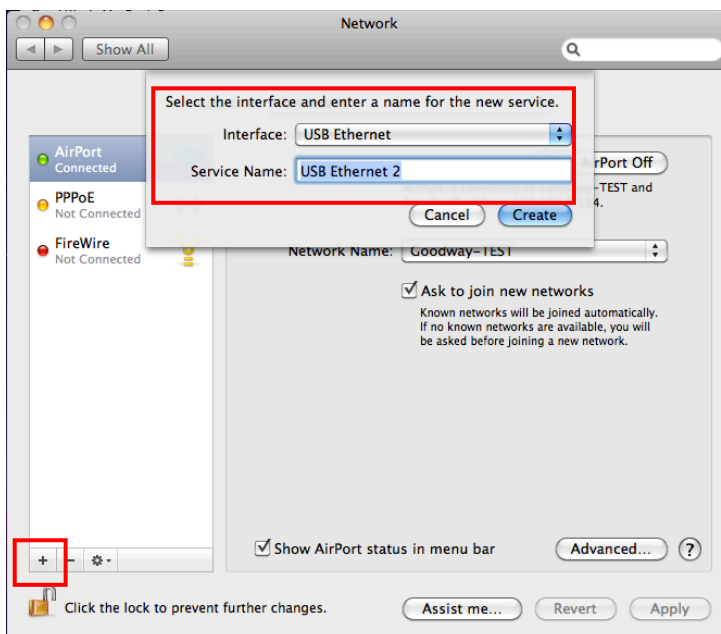 Network
Show All
Select the interface and enter a name for the new service.
Interface: USB Ethernet
Service Name: USB Ethernet 2
Cancel Create
AirPort
Connected
PPPoE
Not Connected
FireWire
Not Connected
rPort Off
-TEST and
4.
Network Name: Goodway-TEST
Ask to join new networks
Known networks will be joined automatically.
If no known networks are available, you will
be asked before joining a new network.
+ -
Show AirPort status in menu bar
Advanced... ?
Click the lock to prevent further changes.
Assist me... Revert Apply